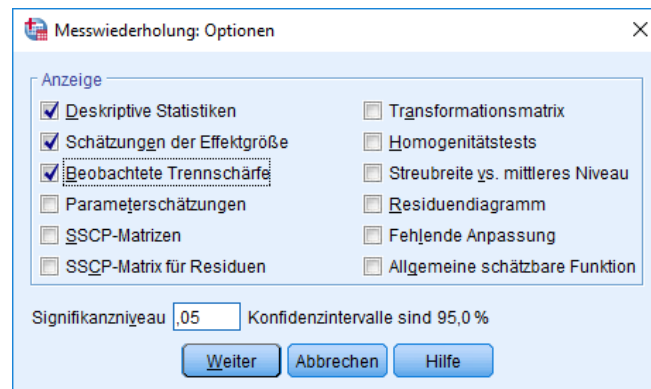 Messwiederholung: Optionen
Anzeige
Deskriptive Statistiken
Schätzungen der Effektgröße
Beobachtete Trennschärfe
Parameterschätzungen
SSCP-Matrizen
SSCP-Matrix für Residuen
Transformationsmatrix
Homogenitätstests
Streubreite vs. mittleres Niveau
Residuendiagramm
Fehlende Anpassung
Allgemeine schätzbare Funktion
Signifikanzniveau ,05 Konfidenzintervalle sind 95,0 %
Weiter Abbrechen Hilfe